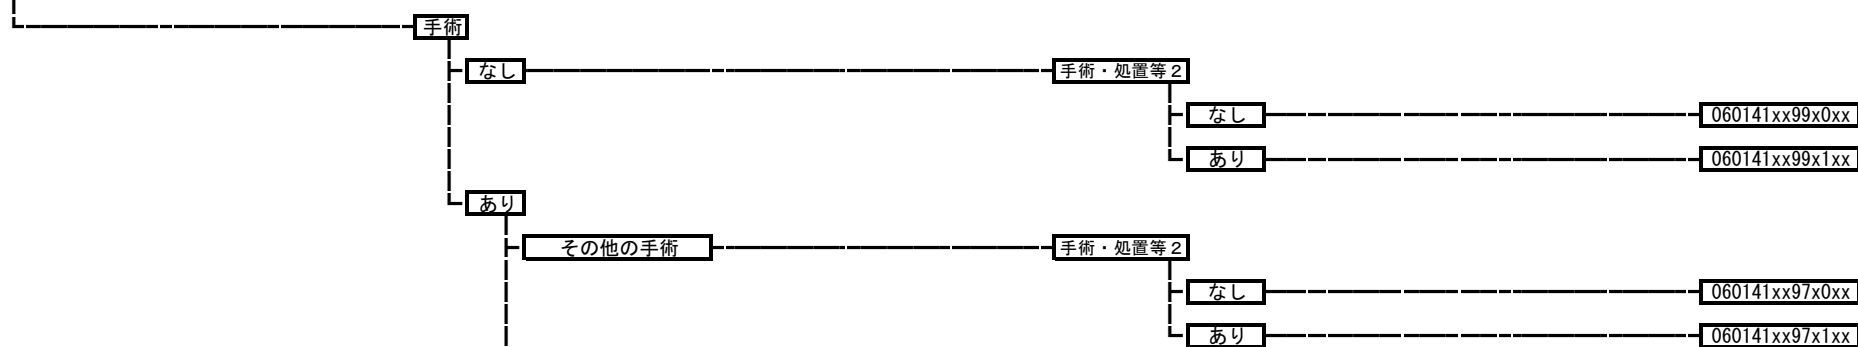 手術
なし 手術・処置等２
なし 060141xx99x0xx
あり 060141xx99x1xx
あり
その他の手術 手術・処置等２
なし 060141xx97x0xx
あり 060141xx97x1xx